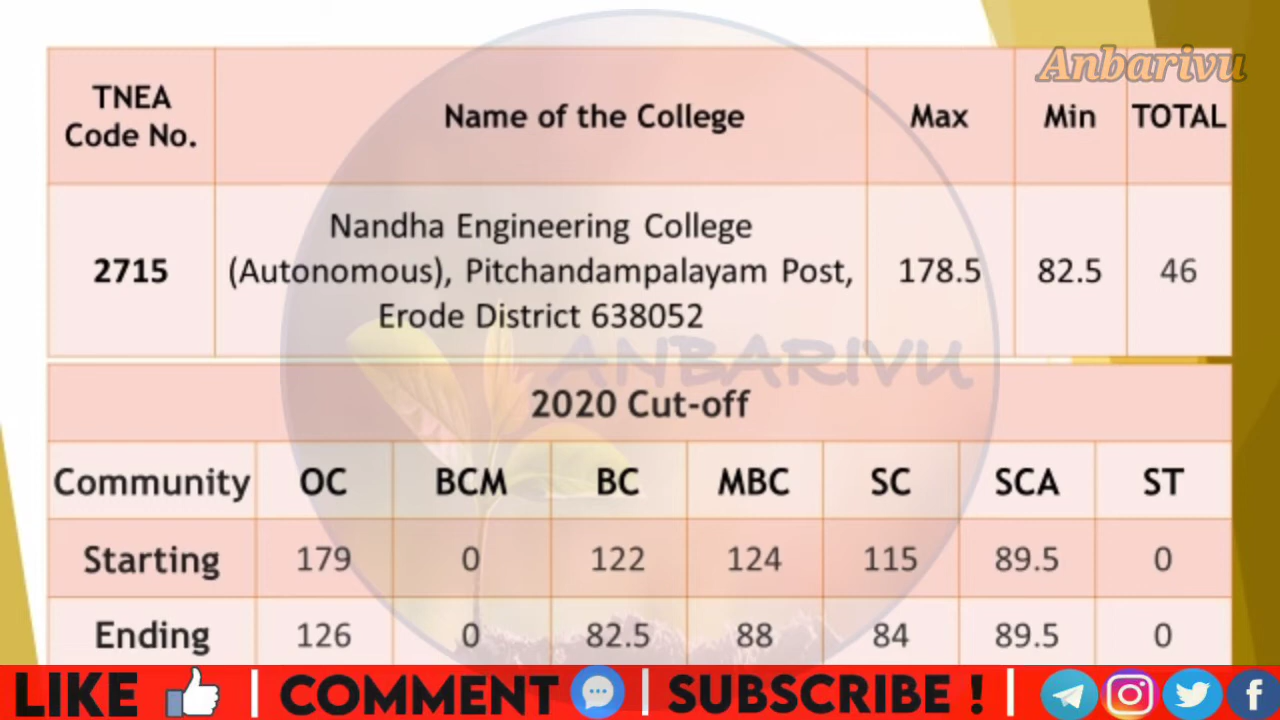 Anbarivu
TNEA Code No. Name of the College Max Min TOTAL
2715 Nandha Engineering College (Autonomous), Pitchandampalayam Post, Erode District 638052 178.5 82.5 46
ANBARIVU
2020 Cut-off
Community OC BCM BC MBC SC SCA ST
Starting 179 0 122 124 115 89.5 0
Ending 126 0 82.5 88 84 89.5 0
LIKE | COMMENT | SUBSCRIBE ! |